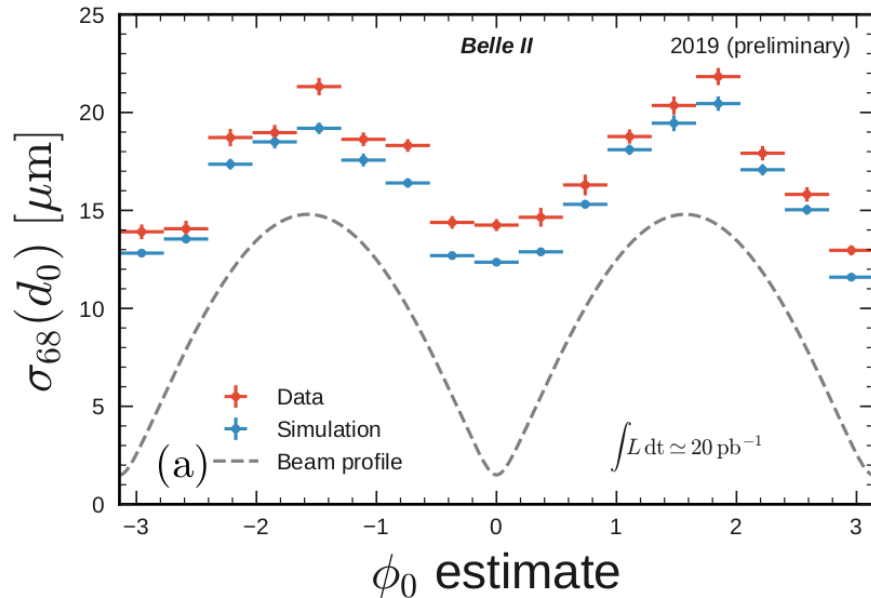 Belle II 2019 (preliminary)
σ₆₈(d₀) [μm]
25
20
15
10
5
0
Data
Simulation
Beam profile
(a)
∫L dt ≃ 20 pb⁻¹
−3 −2 −1 0 1 2 3
ϕ₀ estimate